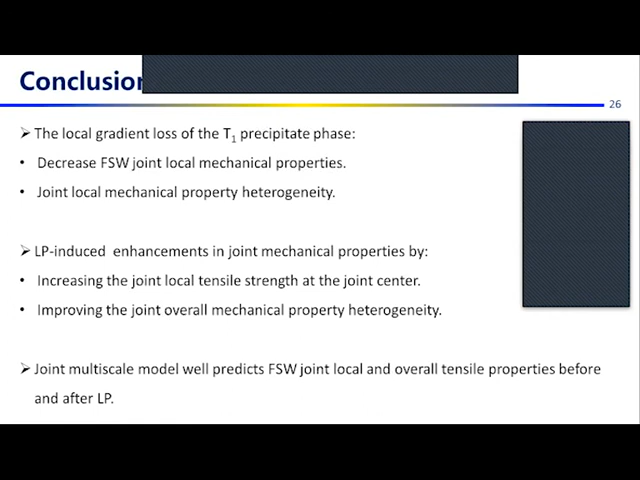 Conclusion
26
➢ The local gradient loss of the T₁ precipitate phase:
• Decrease FSW joint local mechanical properties.
• Joint local mechanical property heterogeneity.
➢ LP-induced enhancements in joint mechanical properties by:
• Increasing the joint local tensile strength at the joint center.
• Improving the joint overall mechanical property heterogeneity.
➢ Joint multiscale model well predicts FSW joint local and overall tensile properties before
and after LP.